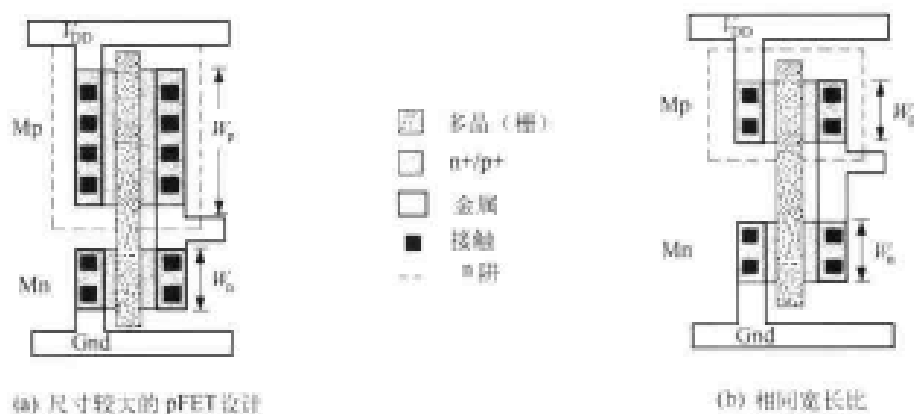 VDD
Mp
Wp
Mn
Wn
Gnd
(a) 尺寸较大的 pFET 设计
多晶（栅）
n+/p+
金属
接触
n 阱
VDD
Mp
Wp
Mn
Wn
Gnd
(b) 相同宽长比